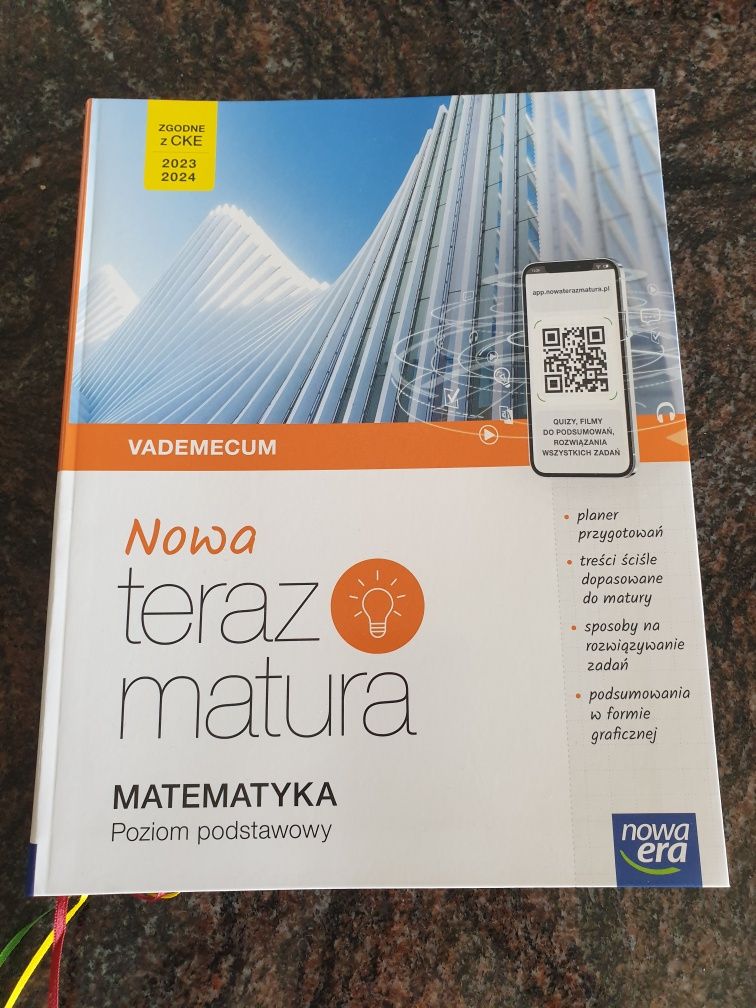 ZGODNE
z CKE
2023
2024
app.nowaterazmatura.pl
QUIZY, FILMY
DO PODSUMOWAŃ,
ROZWIĄZANIA
WSZYSTKICH ZADAŃ
VADEMECUM
Nowa
teraz
matura
MATEMATYKA
Poziom podstawowy
• planer
przygotowań
• treści ściśle
dopasowane
do matury
• sposoby na
rozwiązywanie
zadań
• podsumowania
w formie
graficznej
nowa
era